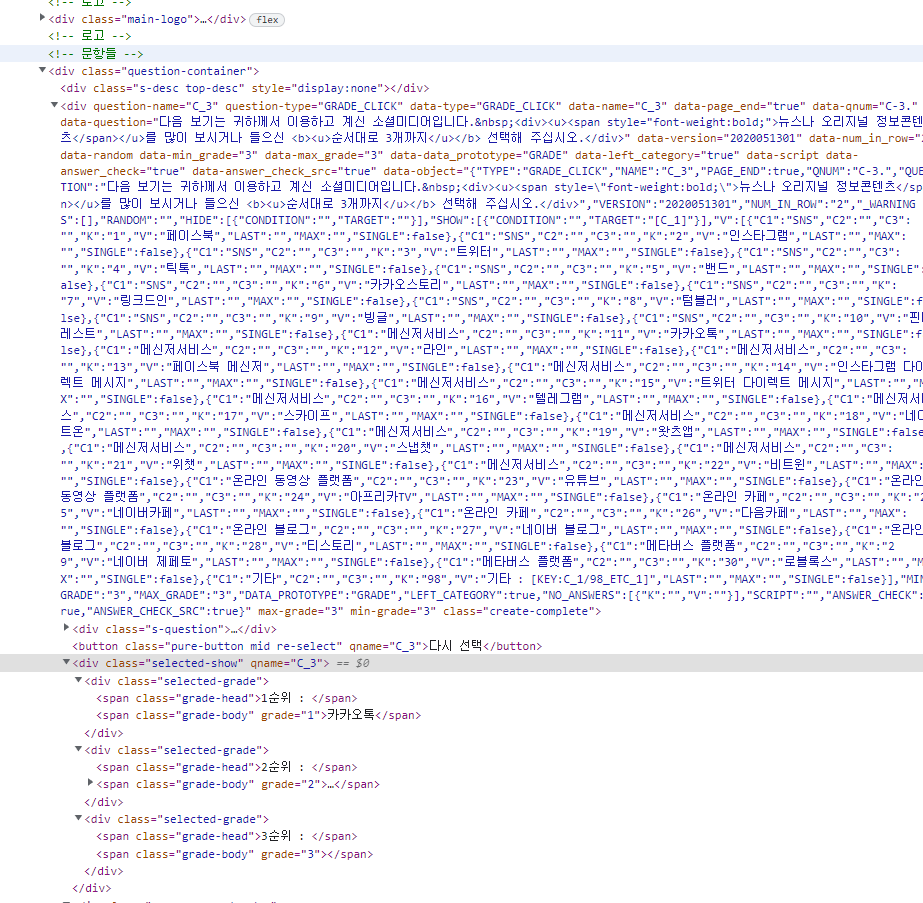 <!-- 로고 -->
<div class="main-logo">…</div> flex
<!-- 로고 -->
<!-- 문항틀 -->
<div class="question-container">
<div class="s-desc top-desc" style="display:none"></div>
<div question-name="C_3" question-type="GRADE_CLICK" data-type="GRADE_CLICK" data-name="C_3" data-page_end="true" data-qnum="C-3."
data-question="다음 보기는 귀하께서 이용하고 계신 소셜미디어입니다.&nbsp;<div><u><span style="font-weight:bold;">뉴스나 오리지널 정보콘텐
츠</span></u>를 많이 보시거나 들으신 <b><u>순서대로 3개까지</u></b> 선택해 주십시오.</div>" data-version="2020051301" data-num_in_row="
data-random data-min_grade="3" data-max_grade="3" data-data_prototype="GRADE" data-left_category="true" data-script data-
answer_check="true" data-answer_check_src="true" data-object="{"TYPE":"GRADE_CLICK","NAME":"C_3","PAGE_END":true,"QNUM":"C-3.","QUE
TION":"다음 보기는 귀하께서 이용하고 계신 소셜미디어입니다.&nbsp;<div><u><span style=\"font-weight:bold;\">뉴스나 오리지널 정보콘텐츠</sp
n></u>를 많이 보시거나 들으신 <b><u>순서대로 3개까지</u></b> 선택해 주십시오.</div>","VERSION":"2020051301","NUM_IN_ROW":"2","_WARNING
S":[],"RANDOM":"","HIDE":[{"CONDITION":"","TARGET":""}],"SHOW":[{"CONDITION":"","TARGET":"[C_1]"}],"V":[{"C1":"SNS","C2":"","C3":
"","K":"1","V":"페이스북","LAST":"","MAX":"","SINGLE":false},{"C1":"SNS","C2":"","C3":"","K":"2","V":"인스타그램","LAST":"","MAX":
"","SINGLE":false},{"C1":"SNS","C2":"","C3":"","K":"3","V":"트위터","LAST":"","MAX":"","SINGLE":false},{"C1":"SNS","C2":"","C3":
"","K":"4","V":"틱톡","LAST":"","MAX":"","SINGLE":false},{"C1":"SNS","C2":"","C3":"","K":"5","V":"밴드","LAST":"","MAX":"","SINGLE":
alse},{"C1":"SNS","C2":"","C3":"","K":"6","V":"카카오스토리","LAST":"","MAX":"","SINGLE":false},{"C1":"SNS","C2":"","C3":"","K":
"7","V":"링크드인","LAST":"","MAX":"","SINGLE":false},{"C1":"SNS","C2":"","C3":"","K":"8","V":"텀블러","LAST":"","MAX":"","SINGLE":f
lse},{"C1":"SNS","C2":"","C3":"","K":"9","V":"빙글","LAST":"","MAX":"","SINGLE":false},{"C1":"SNS","C2":"","C3":"","K":"10","V":"핀
레스트","LAST":"","MAX":"","SINGLE":false},{"C1":"메신저서비스","C2":"","C3":"","K":"11","V":"카카오톡","LAST":"","MAX":"","SINGLE":f
lse},{"C1":"메신저서비스","C2":"","C3":"","K":"12","V":"라인","LAST":"","MAX":"","SINGLE":false},{"C1":"메신저서비스","C2":"","C3":
"","K":"13","V":"페이스북 메신저","LAST":"","MAX":"","SINGLE":false},{"C1":"메신저서비스","C2":"","C3":"","K":"14","V":"인스타그램 다이
렉트 메시지","LAST":"","MAX":"","SINGLE":false},{"C1":"메신저서비스","C2":"","C3":"","K":"15","V":"트위터 다이렉트 메시지","LAST":"","M
X":"","SINGLE":false},{"C1":"메신저서비스","C2":"","C3":"","K":"16","V":"텔레그램","LAST":"","MAX":"","SINGLE":false},{"C1":"메신저서비
스","C2":"","C3":"","K":"17","V":"스카이프","LAST":"","MAX":"","SINGLE":false},{"C1":"메신저서비스","C2":"","C3":"","K":"18","V":"네이
트온","LAST":"","MAX":"","SINGLE":false},{"C1":"메신저서비스","C2":"","C3":"","K":"19","V":"왓츠앱","LAST":"","MAX":"","SINGLE":false}
,{"C1":"메신저서비스","C2":"","C3":"","K":"20","V":"스냅챗","LAST":"","MAX":"","SINGLE":false},{"C1":"메신저서비스","C2":"","C3":
"","K":"21","V":"위챗","LAST":"","MAX":"","SINGLE":false},{"C1":"메신저서비스","C2":"","C3":"","K":"22","V":"비트윈","LAST":"","MAX":
"","SINGLE":false},{"C1":"온라인 동영상 플랫폼","C2":"","C3":"","K":"23","V":"유튜브","LAST":"","MAX":"","SINGLE":false},{"C1":"온라인
동영상 플랫폼","C2":"","C3":"","K":"24","V":"아프리카TV","LAST":"","MAX":"","SINGLE":false},{"C1":"온라인 카페","C2":"","C3":"","K":"2
5","V":"네이버카페","LAST":"","MAX":"","SINGLE":false},{"C1":"온라인 카페","C2":"","C3":"","K":"26","V":"다음카페","LAST":"","MAX":
"","SINGLE":false},{"C1":"온라인 블로그","C2":"","C3":"","K":"27","V":"네이버 블로그","LAST":"","MAX":"","SINGLE":false},{"C1":"온라인
블로그","C2":"","C3":"","K":"28","V":"티스토리","LAST":"","MAX":"","SINGLE":false},{"C1":"메타버스 플랫폼","C2":"","C3":"","K":"2
9","V":"네이버 제페토","LAST":"","MAX":"","SINGLE":false},{"C1":"메타버스 플랫폼","C2":"","C3":"","K":"30","V":"로블록스","LAST":"","M
X":"","SINGLE":false},{"C1":"기타","C2":"","C3":"","K":"98","V":"기타 : [KEY:C_1/98_ETC_1]","LAST":"","MAX":"","SINGLE":false}],"MIN
GRADE":"3","MAX_GRADE":"3","DATA_PROTOTYPE":"GRADE","LEFT_CATEGORY":true,"NO_ANSWERS":[{"K":"","V":""}],"SCRIPT":"","ANSWER_CHECK":
rue,"ANSWER_CHECK_SRC":true}" max-grade="3" min-grade="3" class="create-complete">
<div class="s-question">…</div>
<button class="pure-button mid re-select" qname="C_3">다시 선택</button>
<div class="selected-show" qname="C_3"> == $0
<div class="selected-grade">
<span class="grade-head">1순위 : </span>
<span class="grade-body" grade="1">카카오톡</span>
</div>
<div class="selected-grade">
<span class="grade-head">2순위 : </span>
<span class="grade-body" grade="2">…</span>
</div>
<div class="selected-grade">
<span class="grade-head">3순위 : </span>
<span class="grade-body" grade="3"></span>
</div>
</div>